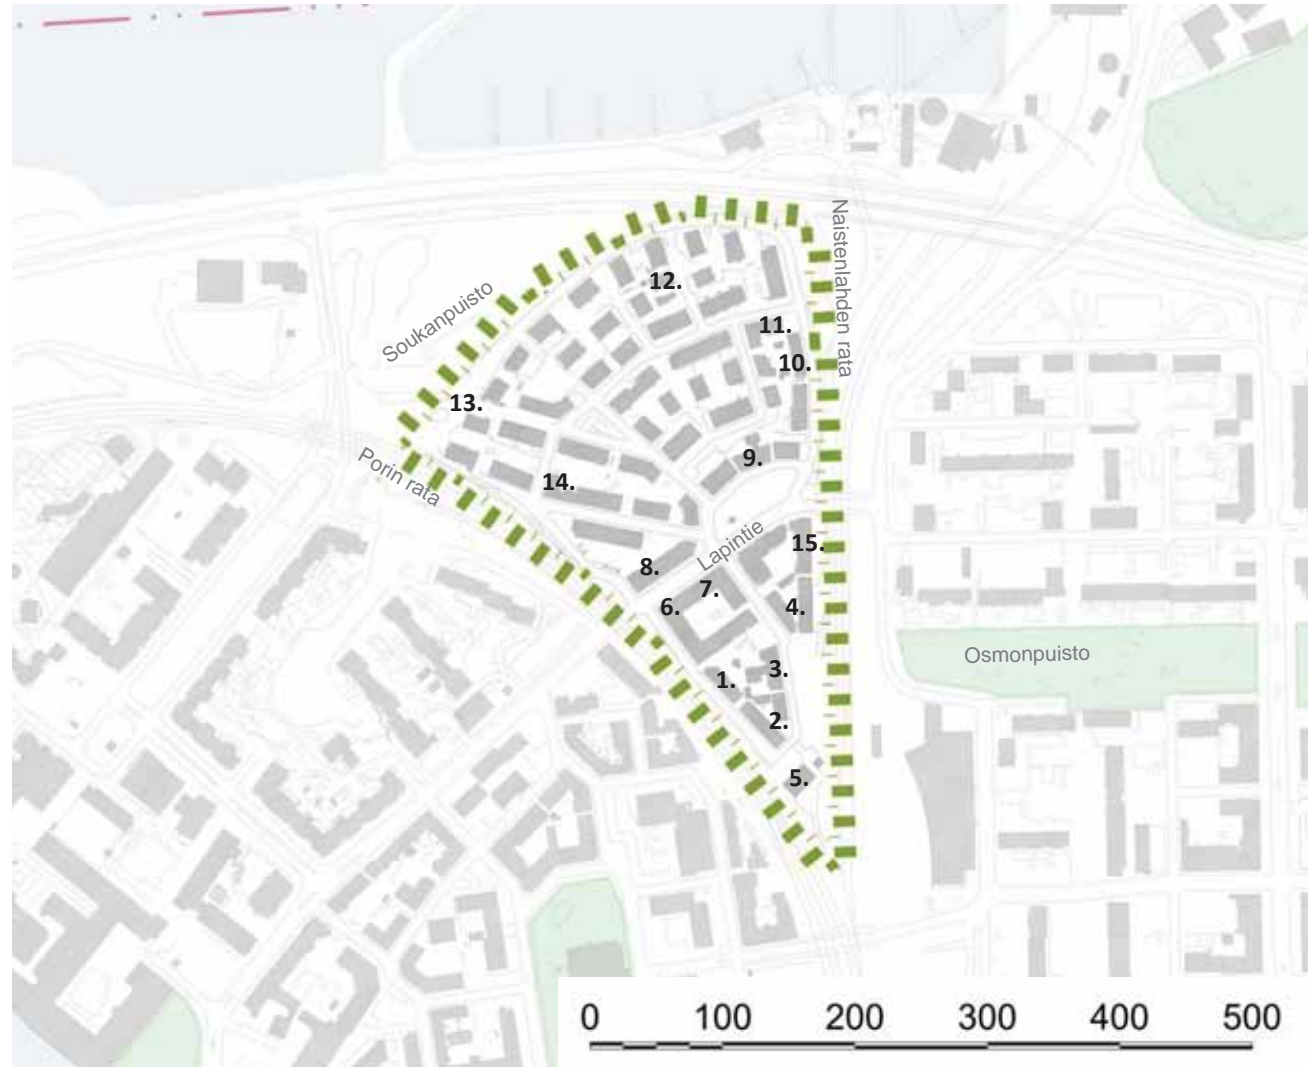 Naistenlahden rata
Soukanpuisto
12.
11.
10.
13.
Porin rata
9.
14.
Lapintie
15.
8.
7.
6.
4.
Osmonpuisto
3.
1.
2.
5.
0 100 200 300 400 500